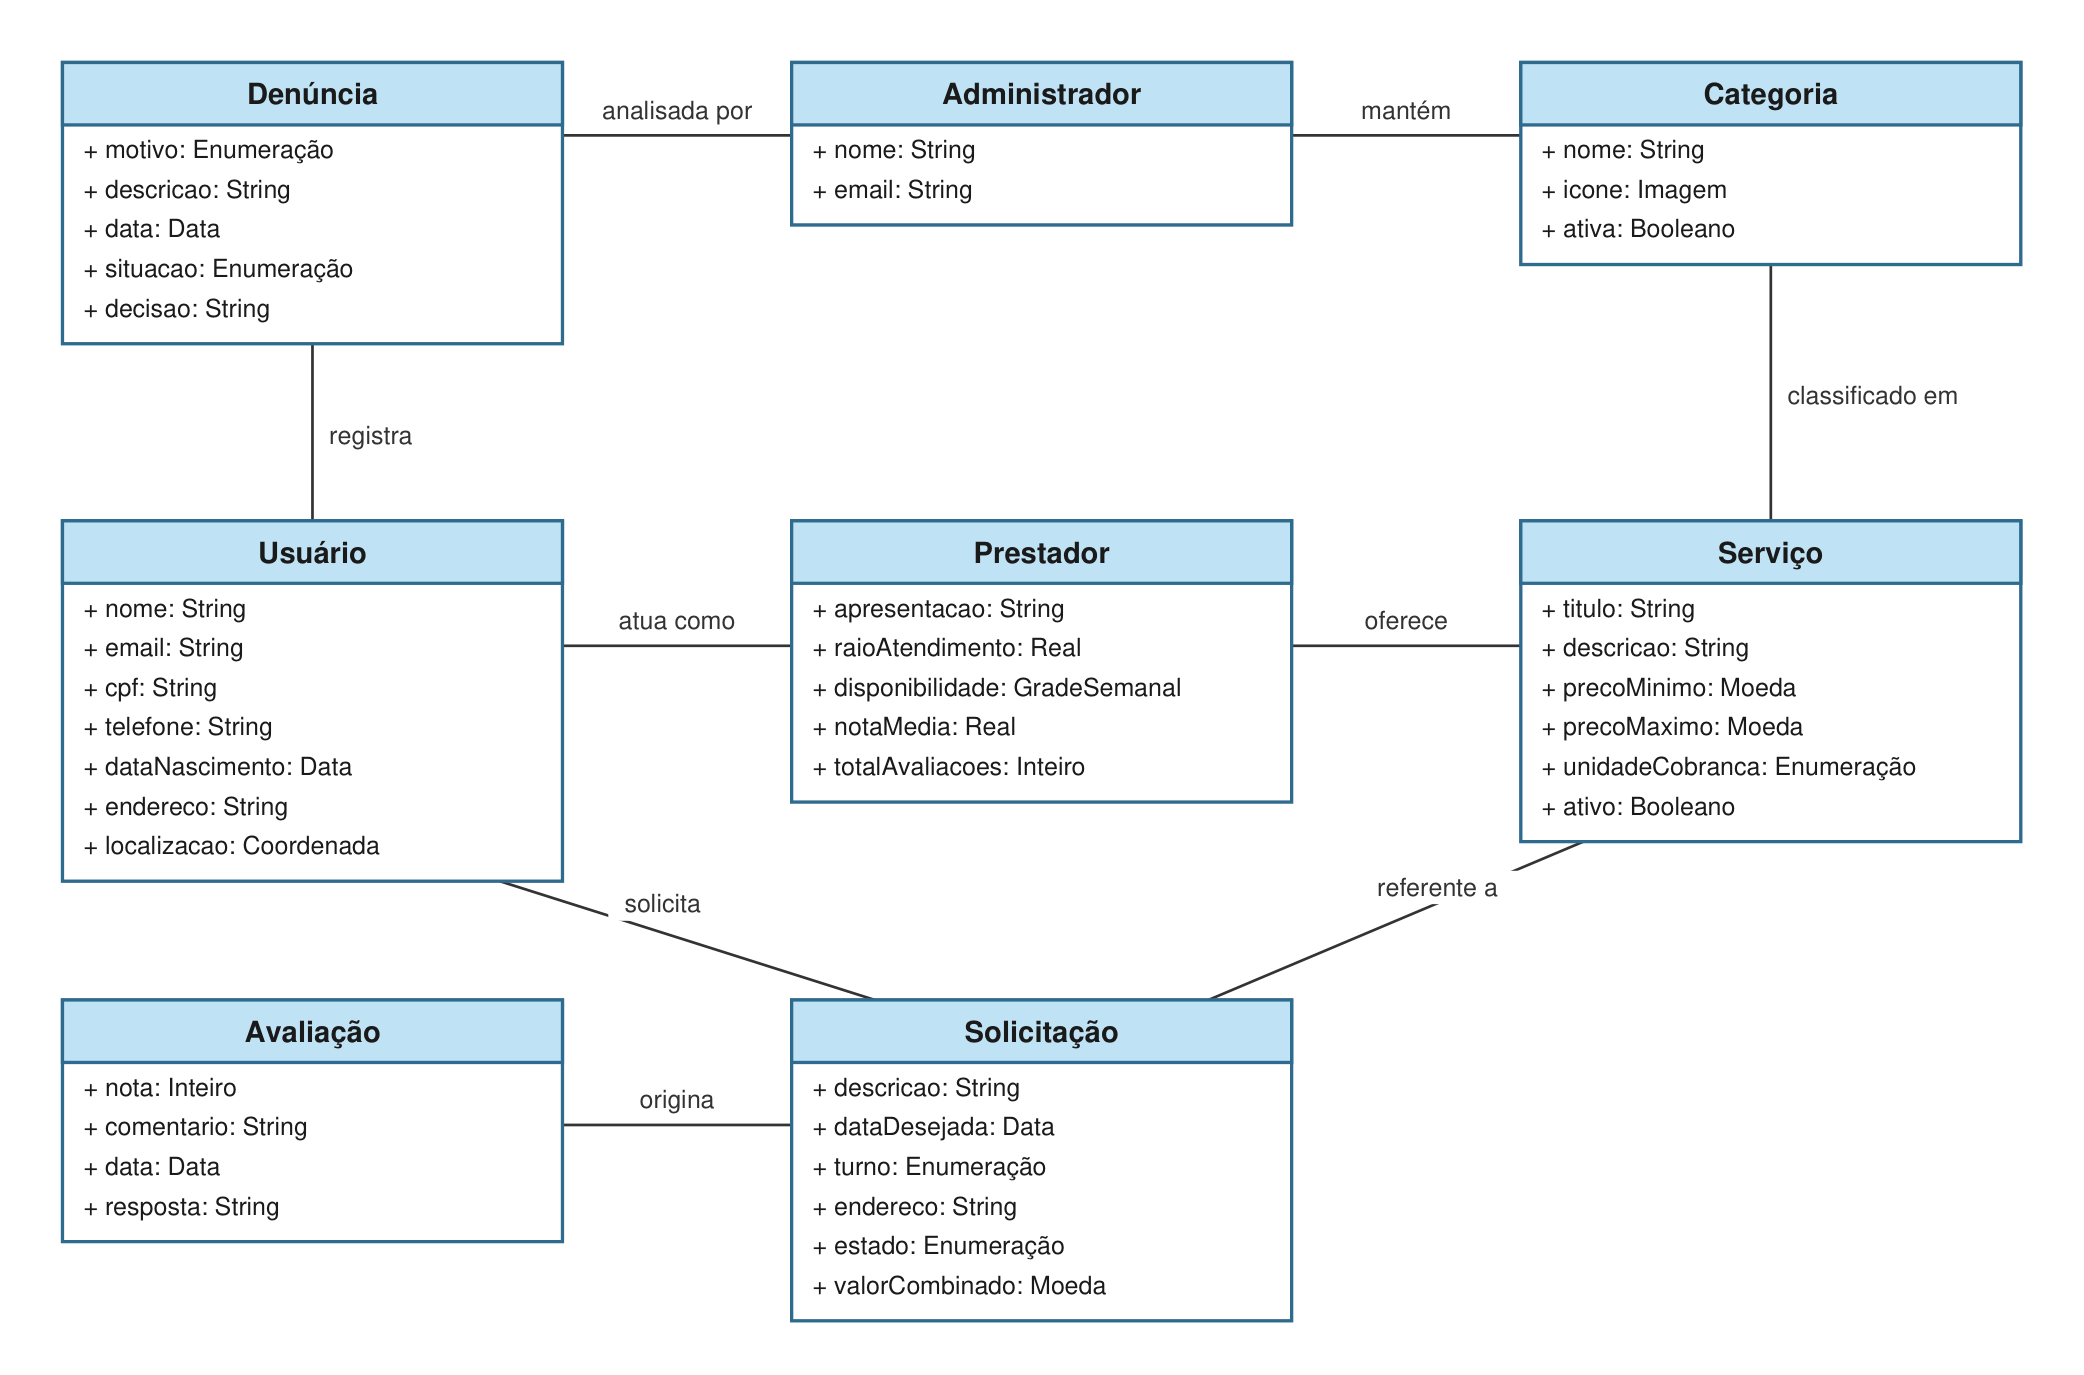 Denúncia
+ motivo: Enumeração
+ descricao: String
+ data: Data
+ situacao: Enumeração
+ decisao: String
analisada por
Administrador
+ nome: String
+ email: String
mantém
Categoria
+ nome: String
+ icone: Imagem
+ ativa: Booleano
registra
classificado em
Usuário
+ nome: String
+ email: String
+ cpf: String
+ telefone: String
+ dataNascimento: Data
+ endereco: String
+ localizacao: Coordenada
atua como
Prestador
+ apresentacao: String
+ raioAtendimento: Real
+ disponibilidade: GradeSemanal
+ notaMedia: Real
+ totalAvaliacoes: Inteiro
oferece
Serviço
+ titulo: String
+ descricao: String
+ precoMinimo: Moeda
+ precoMaximo: Moeda
+ unidadeCobranca: Enumeração
+ ativo: Booleano
solicita
referente a
Avaliação
+ nota: Inteiro
+ comentario: String
+ data: Data
+ resposta: String
origina
Solicitação
+ descricao: String
+ dataDesejada: Data
+ turno: Enumeração
+ endereco: String
+ estado: Enumeração
+ valorCombinado: Moeda